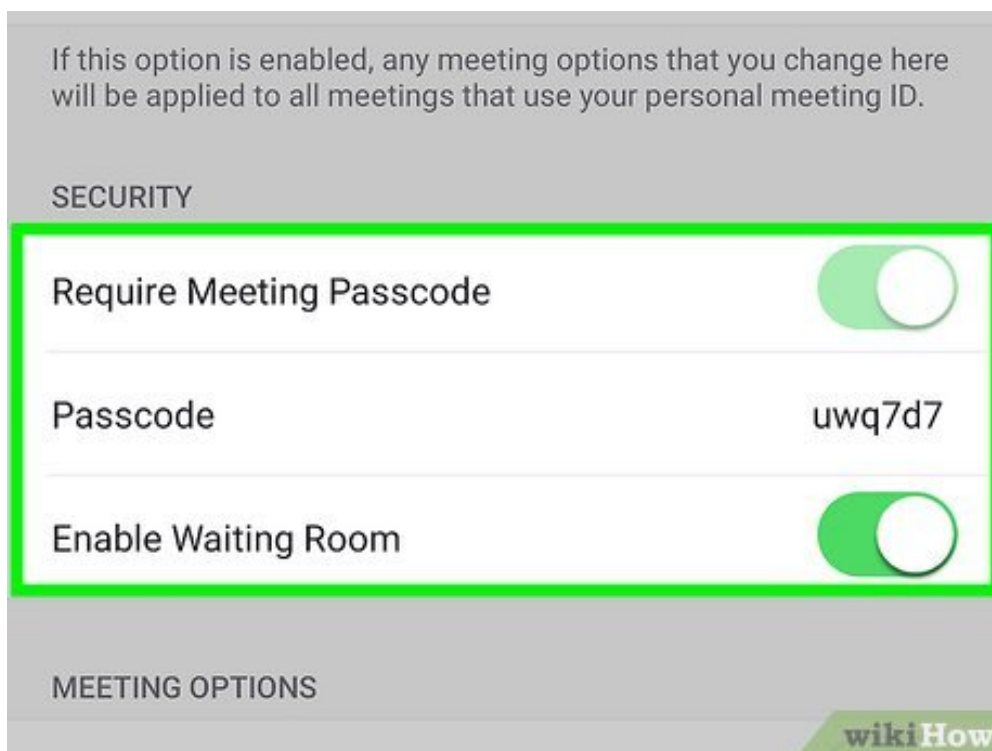 If this option is enabled, any meeting options that you change here
will be applied to all meetings that use your personal meeting ID.
SECURITY
Require Meeting Passcode
Passcode uwq7d7
Enable Waiting Room
MEETING OPTIONS
wikiHow